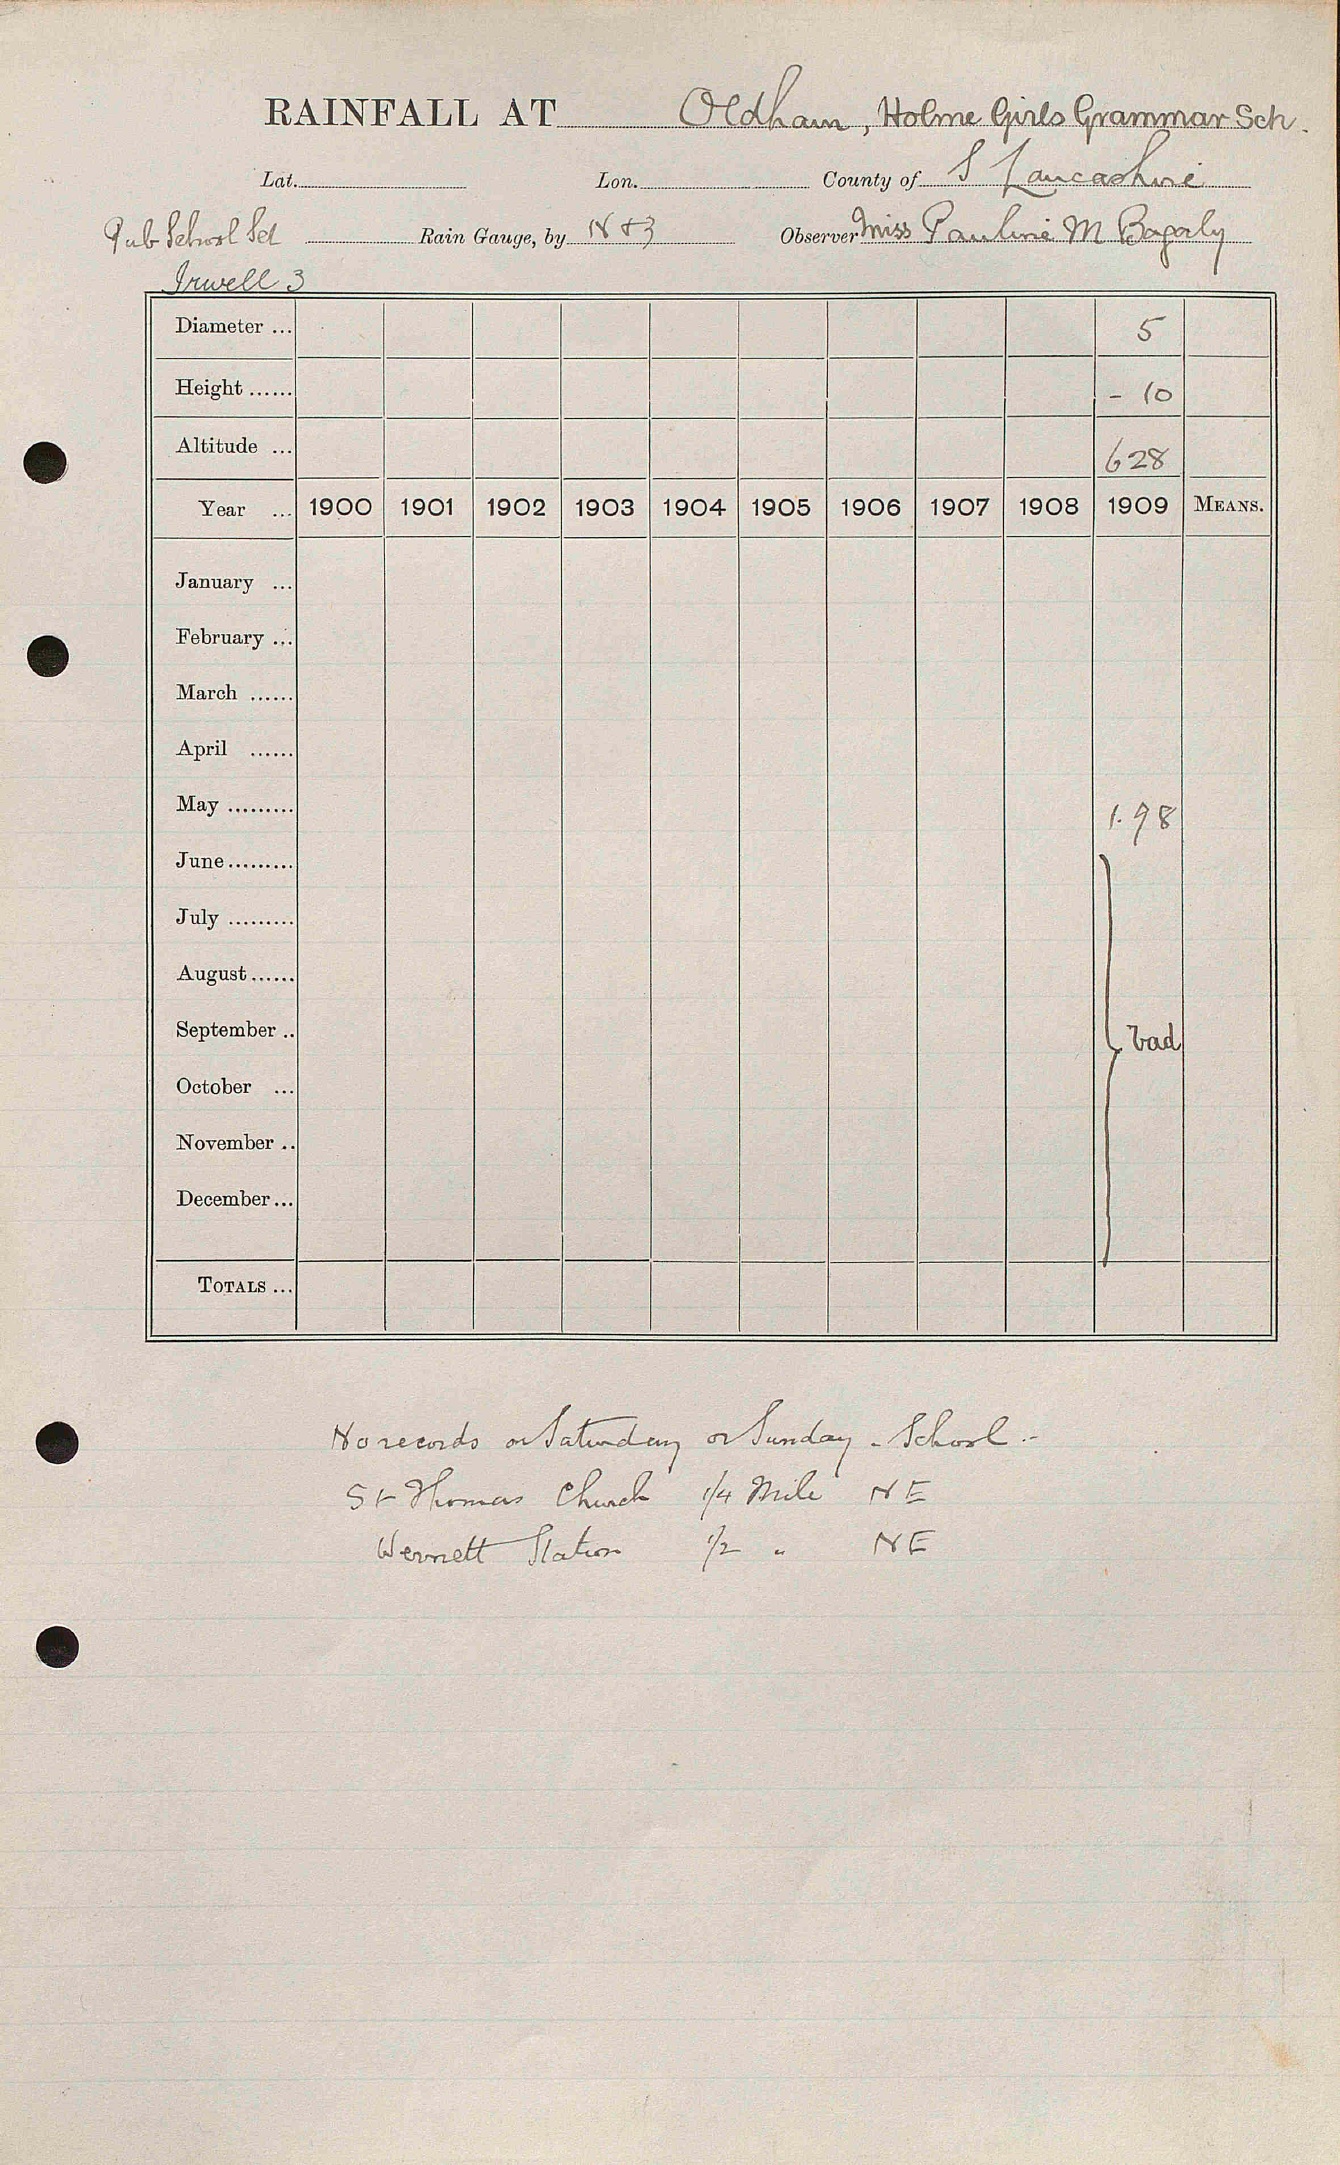 RAINFALL AT Oldham, Holme Girls Grammar Sch.
Lat. Lon. County of S Lancashire
Pub School Set Rain Gauge, by N & Z Observer Miss Pauline M
Irwell 3
Diameter ... 5
Height ...... - 10
Altitude ... 628
Year ... 1900 1901 1902 1903 1904 1905 1906 1907 1908 1909 MEANS.
January ...
February ...
March ......
April ......
May ......... 1.98
June .........
July .........
August ......
September .. bad
October ...
November ..
December ...
TOTALS ...
No records on Saturday or Sunday - School -
St Thomas Church 1/4 Mile NE
Wernett Station 1/2 " NE